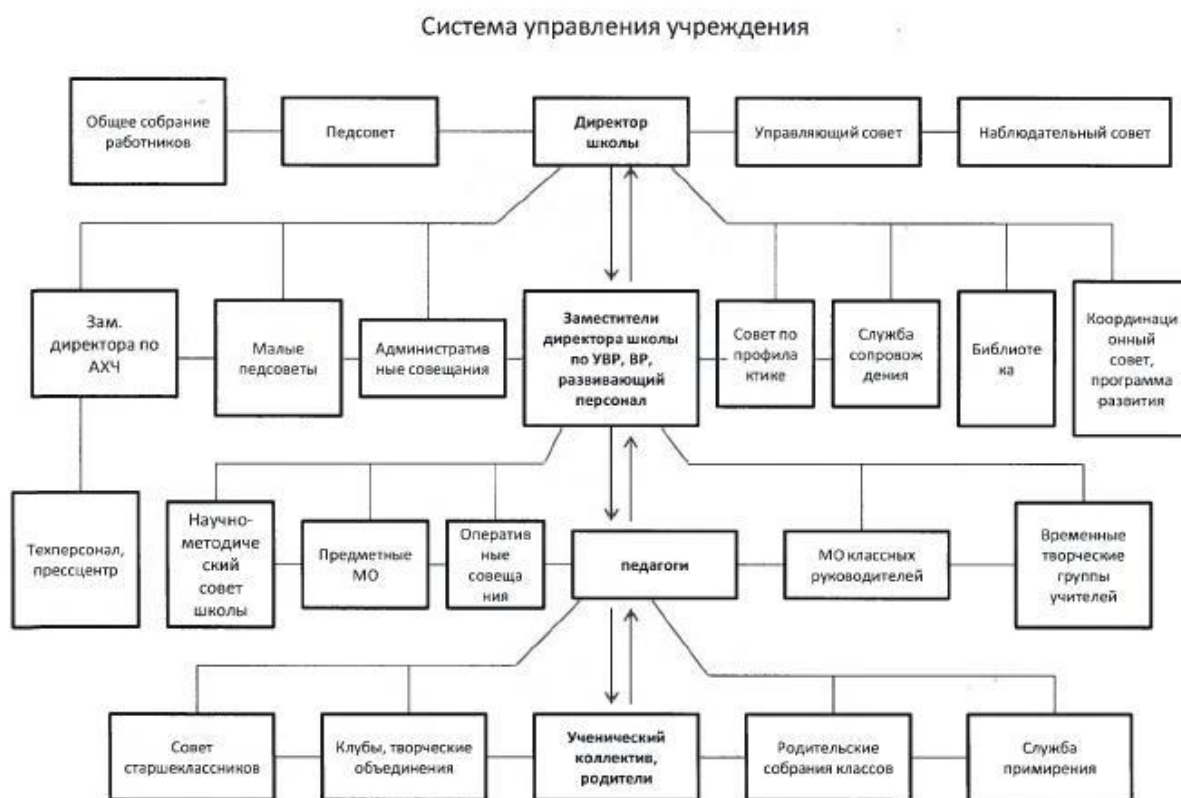 Система управления учреждения
Общее собрание
работников
Педсовет
Директор
школы
Управляющий совет
Наблюдательный совет
Зам.
директора по
АХЧ
Малые
педсоветы
Административ
ные совещания
Заместители
директора школы
по УВР, ВР,
развивающий
персонал
Совет по
профила
ктике
Служба
сопровож
дения
Библиоте
ка
Координаци
онный
совет,
программа
развития
Техперсонал,
прессцентр
Научно-
методиче
ский
совет
школы
Предметные
МО
Оператив
ные
совеща
ния
педагоги
МО классных
руководителей
Временные
творческие
группы
учителей
Совет
старшеклассников
Клубы, творческие
объединения
Ученический
коллектив,
родители
Родительские
собрания классов
Служба
примирения